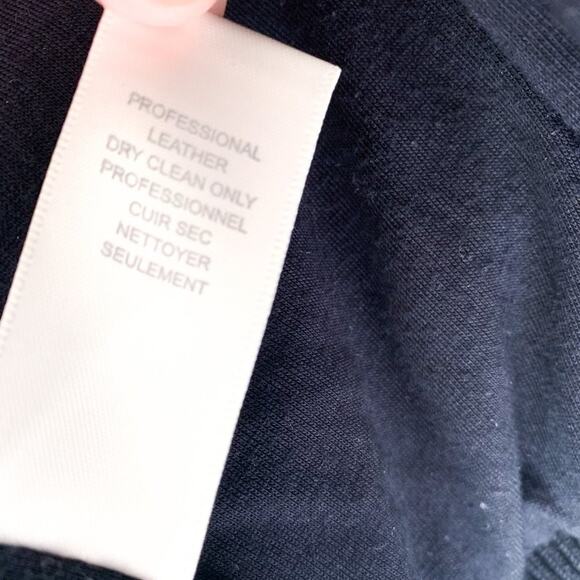 PROFESSIONAL
LEATHER
DRY CLEAN ONLY
PROFESSIONNEL
CUIR SEC
NETTOYER
SEULEMENT